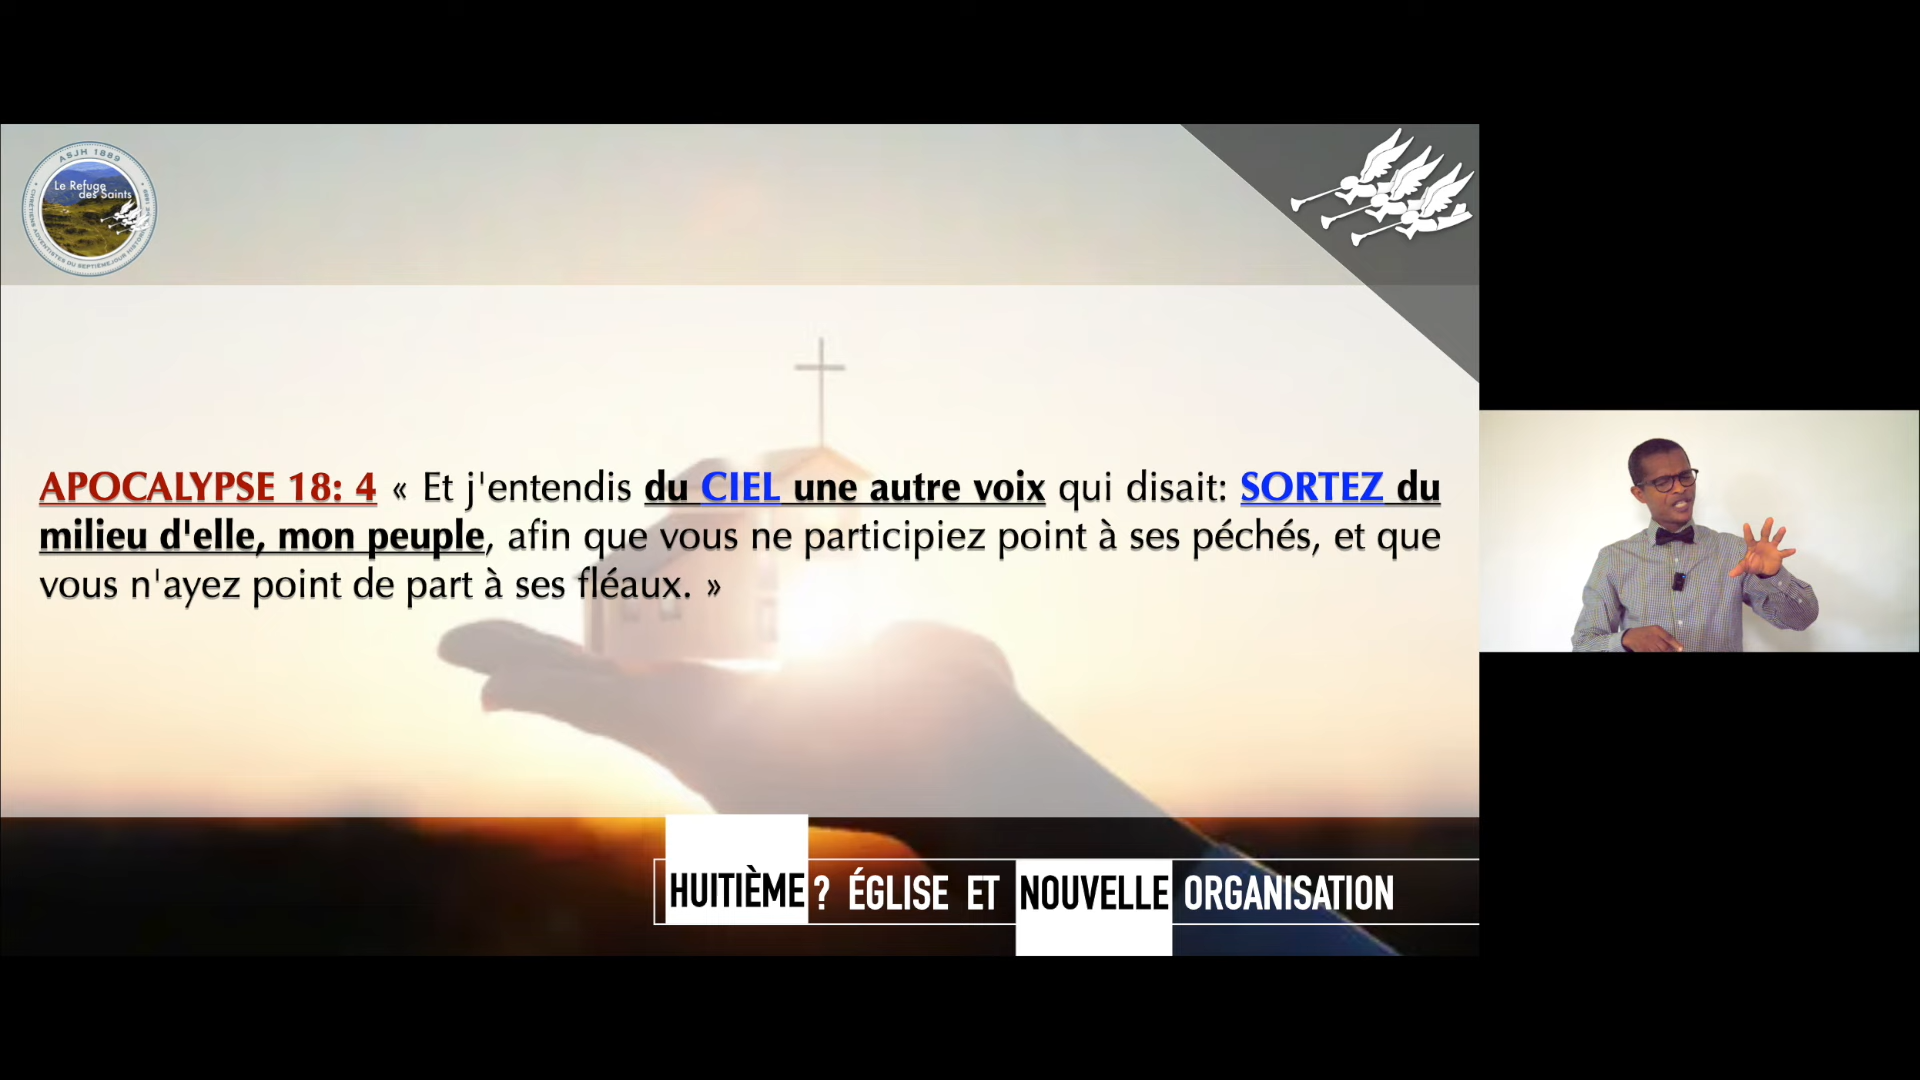 ASJH 1889
Le Refuge
des Saints
APOCALYPSE 18: 4 « Et j'entendis du CIEL une autre voix qui disait: SORTEZ du
milieu d'elle, mon peuple, afin que vous ne participiez point à ses péchés, et que
vous n'ayez point de part à ses fléaux. »
HUITIÈME ? ÉGLISE ET NOUVELLE ORGANISATION